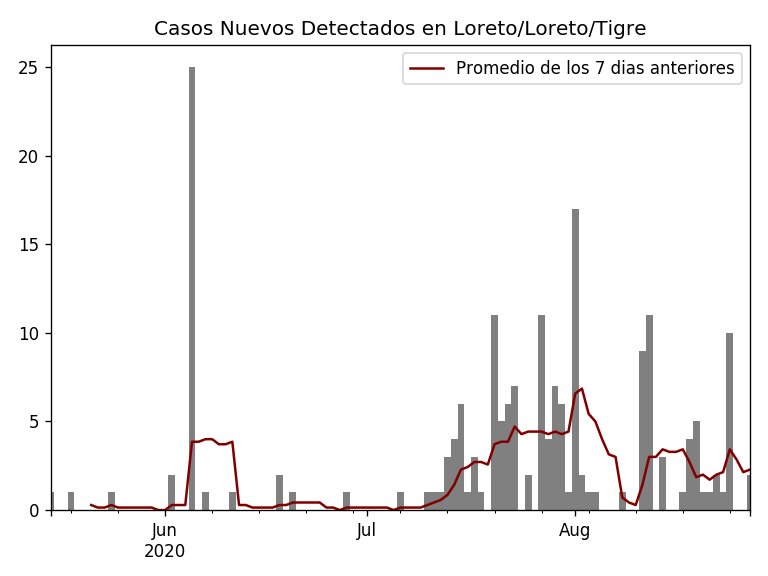 Casos Nuevos Detectados en Loreto/Loreto/Tigre
Promedio de los 7 dias anteriores
25
20
15
10
5
0
Jun
2020
Jul
Aug